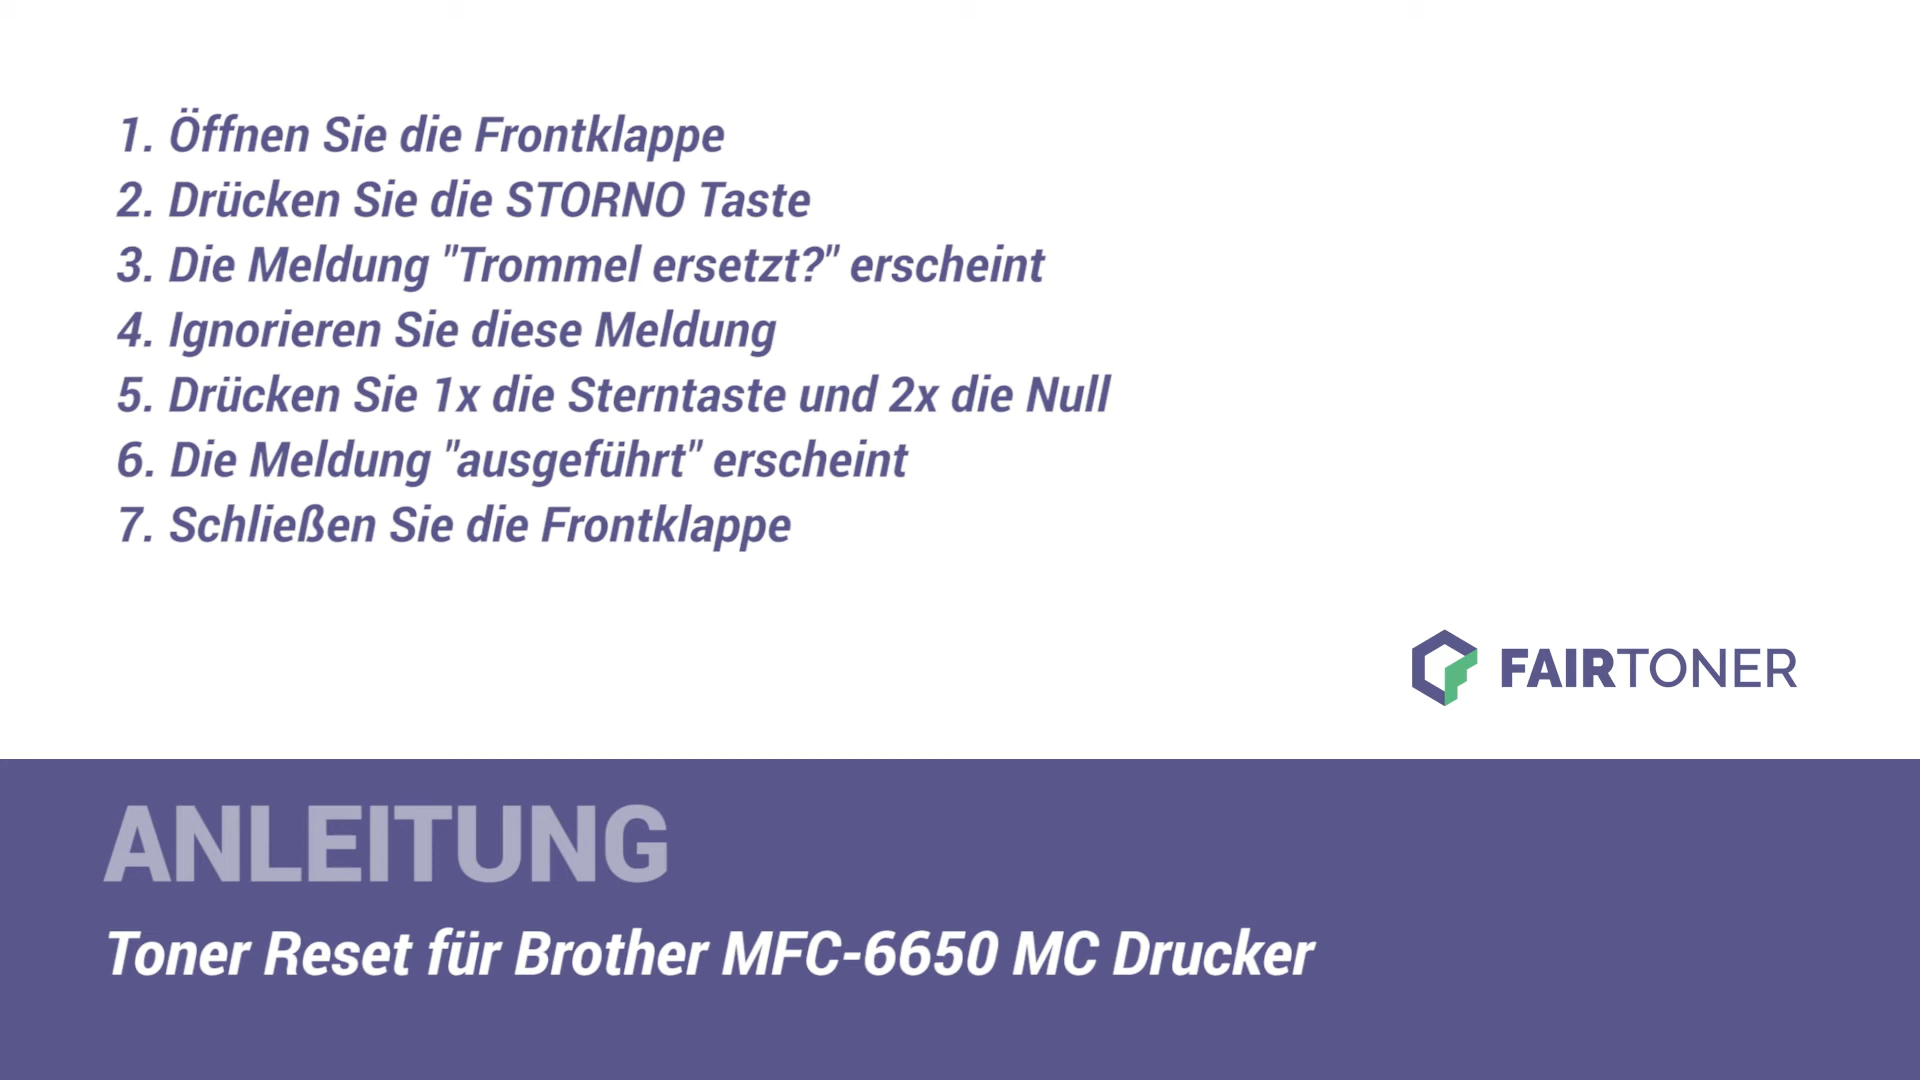 1. Öffnen Sie die Frontklappe
2. Drücken Sie die STORNO Taste
3. Die Meldung "Trommel ersetzt?" erscheint
4. Ignorieren Sie diese Meldung
5. Drücken Sie 1x die Sterntaste und 2x die Null
6. Die Meldung "ausgeführt" erscheint
7. Schließen Sie die Frontklappe
FAIRTONER
ANLEITUNG
Toner Reset für Brother MFC-6650 MC Drucker